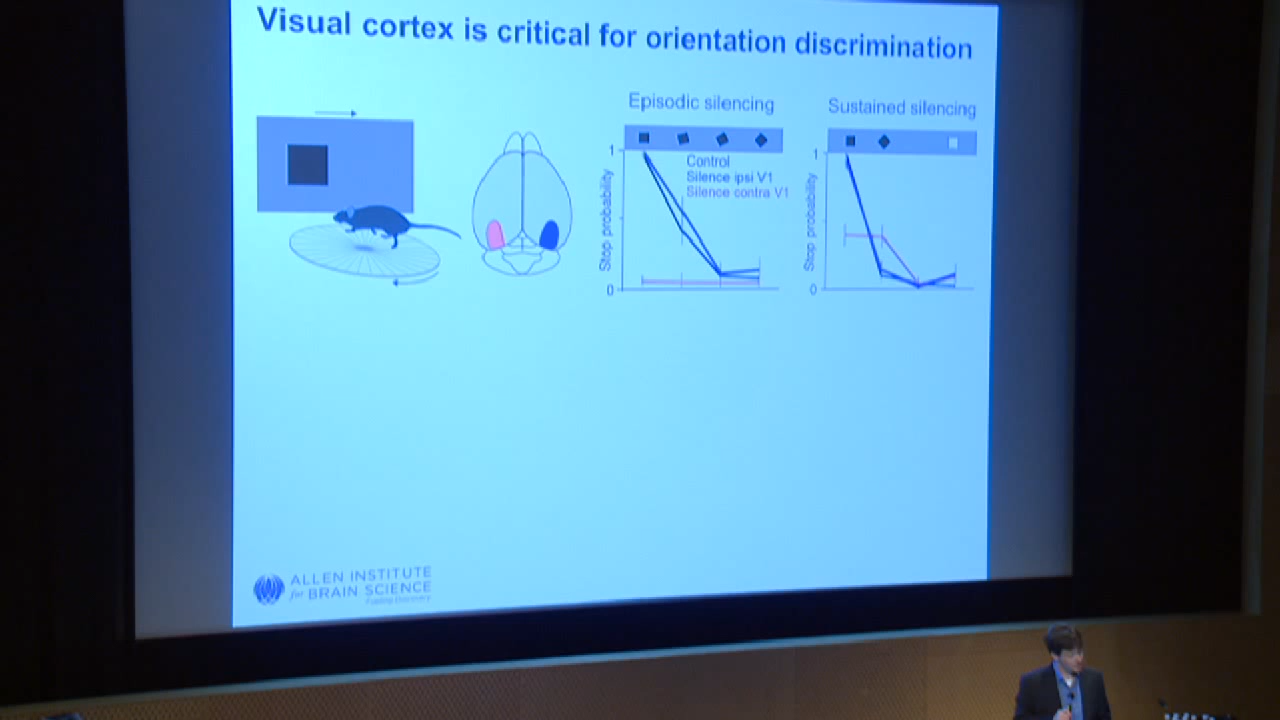 Visual cortex is critical for orientation discrimination
Episodic silencing
Sustained silencing
1
Control
Silence ipsi V1
Silence contra V1
Stop probability
0
1
Stop probability
0
ALLEN INSTITUTE
for BRAIN SCIENCE